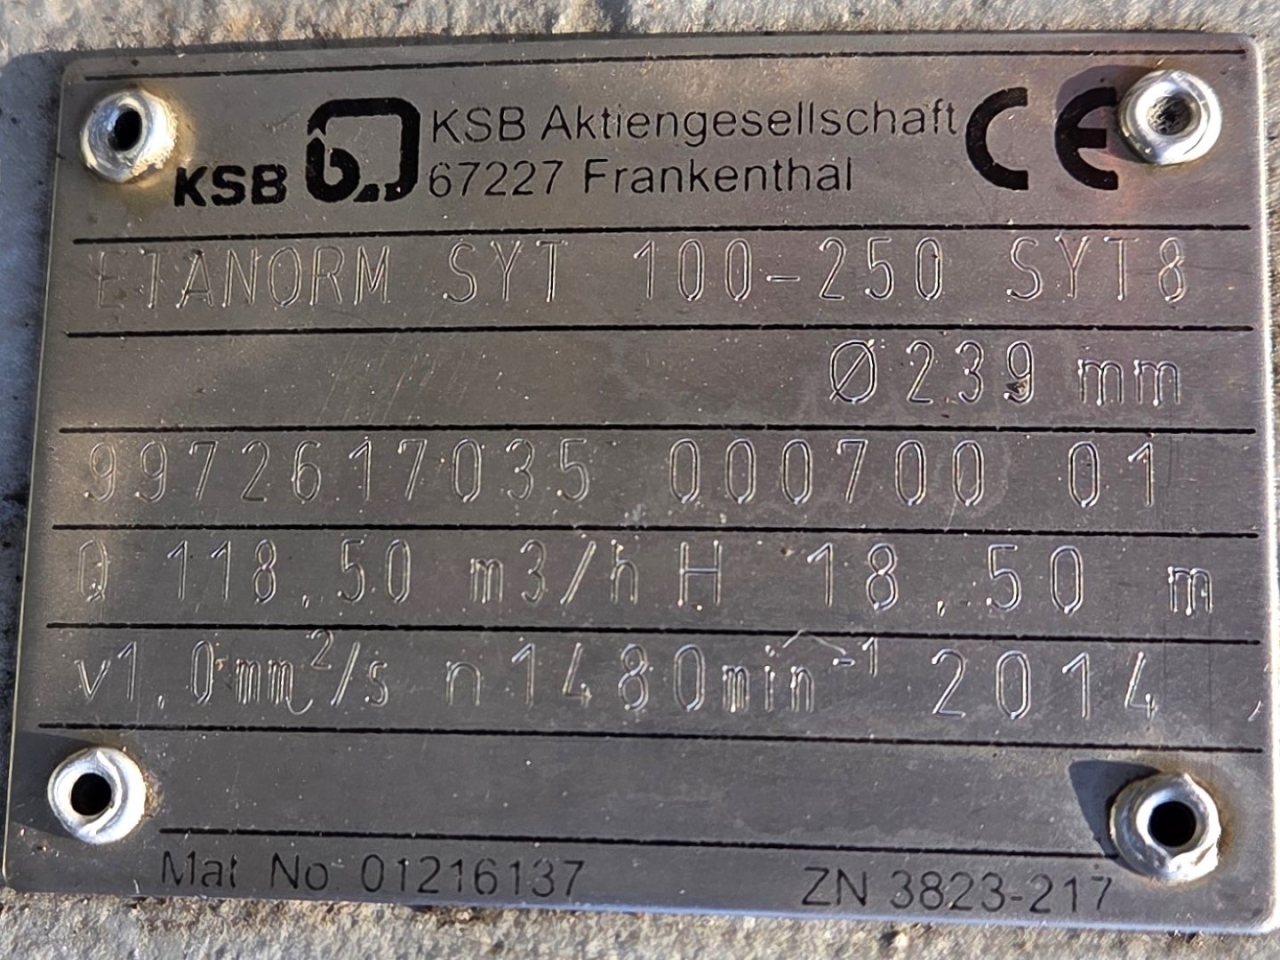 KSB KSB Aktiengesellschaft CE
67227 Frankenthal
ETANORM SYT 100-250 SYT8
Ø 239 mm
9972617035 000700 01
Q 118.50 m3/h H 18.50 m
v1.0mm²/s n1480min⁻¹ 2014
Mat No 01216137 ZN 3823-217